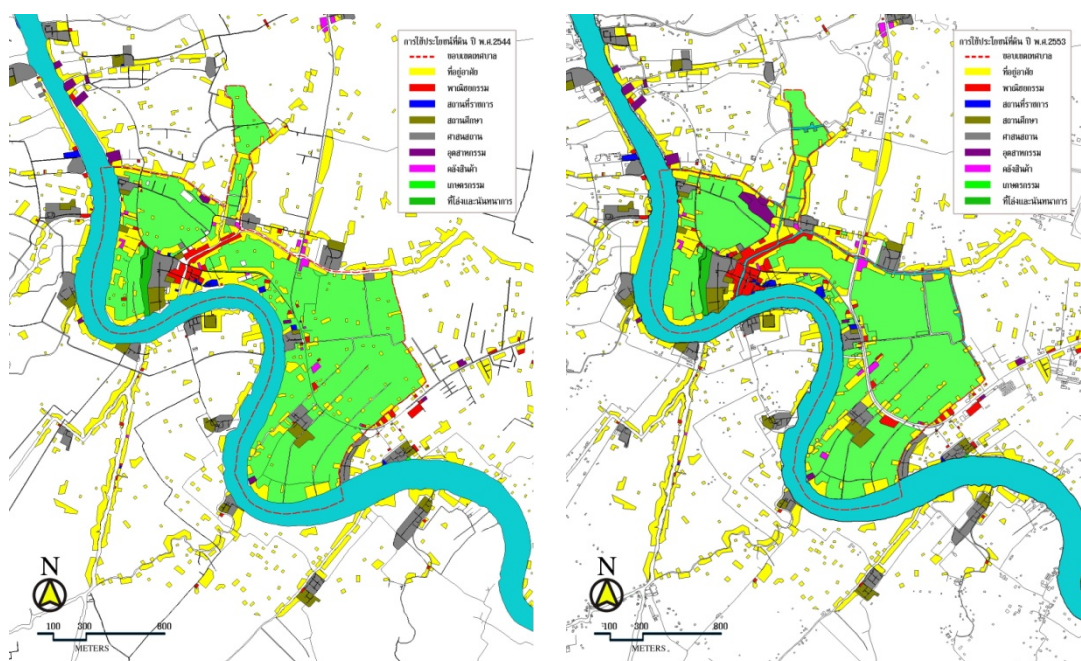 การใช้ประโยชน์ที่ดิน ปี พ.ศ.2544
ขอบเขตเทศบาล
ที่อยู่อาศัย
พาณิชยกรรม
สถานที่ราชการ
สถานศึกษา
ศาสนสถาน
อุตสาหกรรม
คลังสินค้า
เกษตรกรรม
ที่โล่งและนันทนาการ
N
100 300 800
METERS
การใช้ประโยชน์ที่ดิน ปี พ.ศ.2553
ขอบเขตเทศบาล
ที่อยู่อาศัย
พาณิชยกรรม
สถานที่ราชการ
สถานศึกษา
ศาสนสถาน
อุตสาหกรรม
คลังสินค้า
เกษตรกรรม
ที่โล่งและนันทนาการ
N
100 300 800
METERS